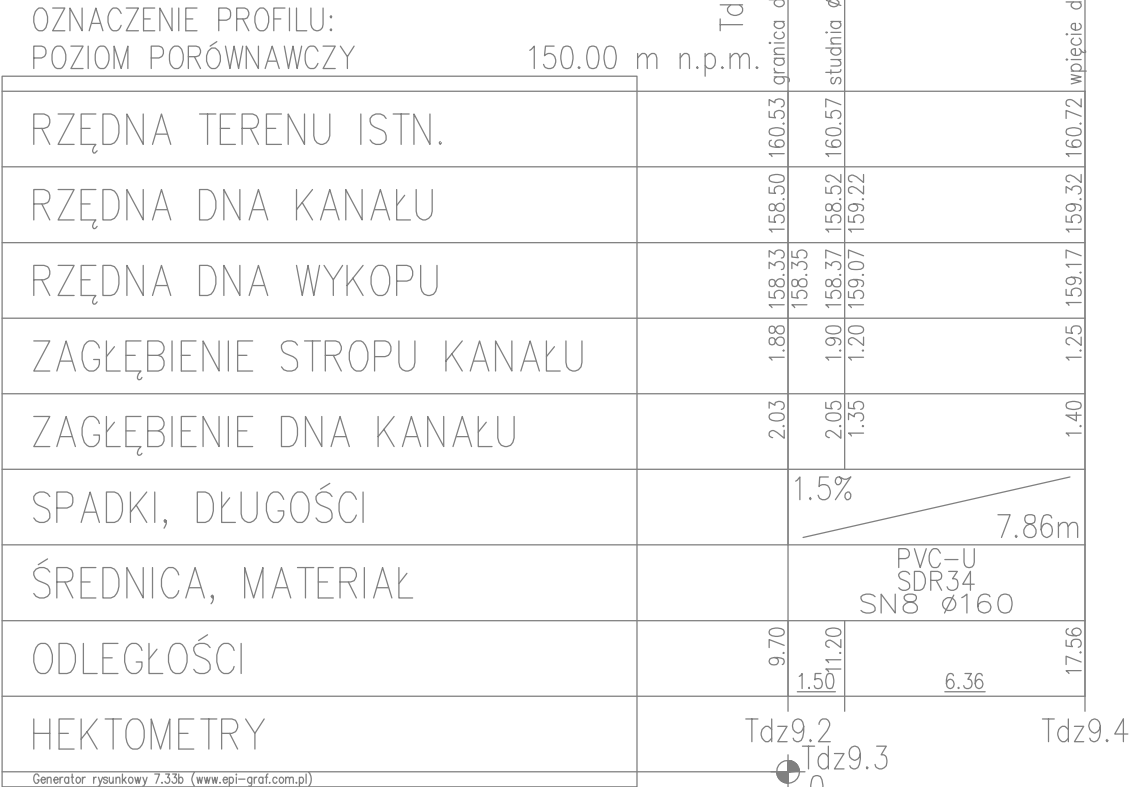 OZNACZENIE PROFILU:
Td
granica d
studnia ø
wpięcie d
POZIOM PORÓWNAWCZY 150.00 m n.p.m.
RZĘDNA TERENU ISTN. 160.53 160.57 160.72
RZĘDNA DNA KANAŁU 158.50 158.52 159.22 159.32
RZĘDNA DNA WYKOPU 158.33 158.35 158.37 159.07 159.17
ZAGŁĘBIENIE STROPU KANAŁU 1.88 1.90 1.20 1.25
ZAGŁĘBIENIE DNA KANAŁU 2.03 2.05 1.35 1.40
SPADKI, DŁUGOŚCI 1.5% 7.86m
ŚREDNICA, MATERIAŁ
PVC-U
SDR34
SN8 ø160
ODLEGŁOŚCI 9.70 11.20 17.56
1.50 6.36
HEKTOMETRY Tdz9.2 Tdz9.4
Tdz9.3
Generator rysunkowy 7.33b (www.epi-graf.com.pl)